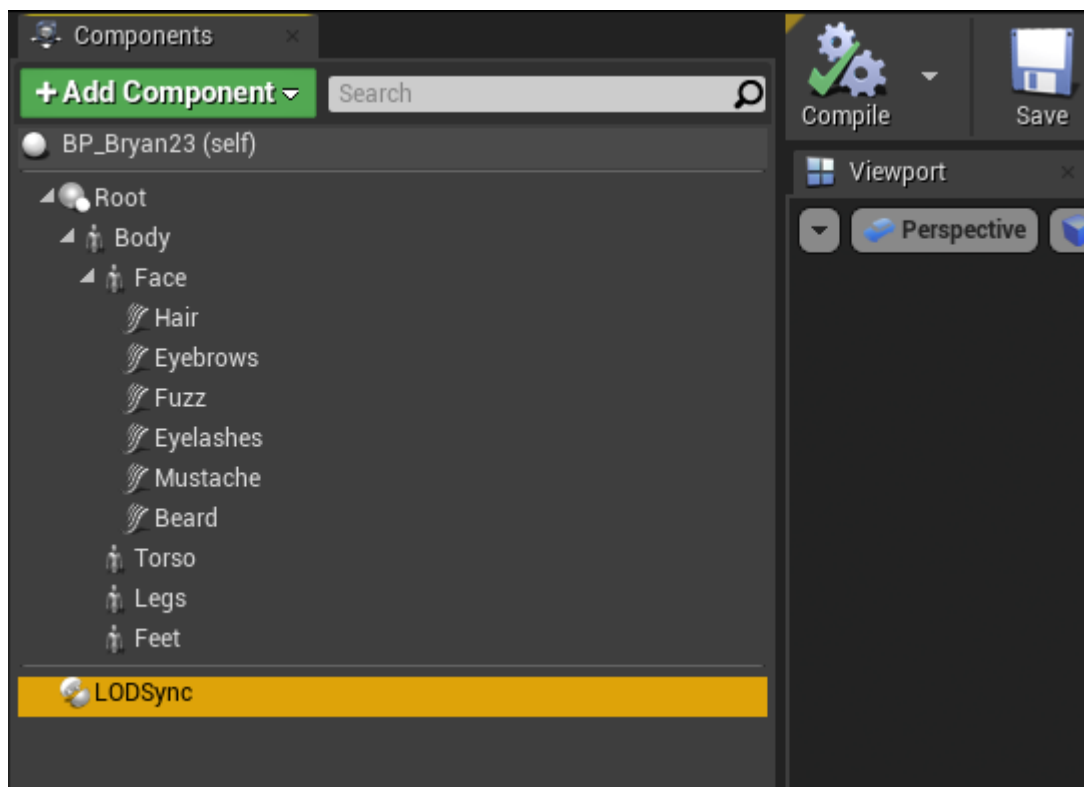 Components
+ Add Component
Search
BP_Bryan23 (self)
Root
Body
Face
Hair
Eyebrows
Fuzz
Eyelashes
Mustache
Beard
Torso
Legs
Feet
LODSync
Compile
Save
Viewport
Perspective